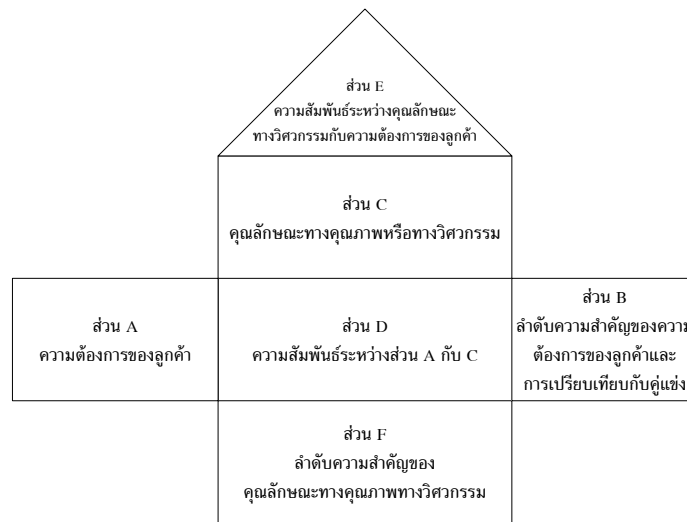 ส่วน E
ความสัมพันธ์ระหว่างคุณลักษณะ
ทางวิศวกรรมกับความต้องการของลูกค้า
ส่วน C
คุณลักษณะทางคุณภาพหรือทางวิศวกรรม
ส่วน A
ความต้องการของลูกค้า
ส่วน D
ความสัมพันธ์ระหว่างส่วน A กับ C
ส่วน B
ลำดับความสำคัญของความ
ต้องการของลูกค้าและ
การเปรียบเทียบกับคู่แข่ง
ส่วน F
ลำดับความสำคัญของ
คุณลักษณะทางคุณภาพทางวิศวกรรม